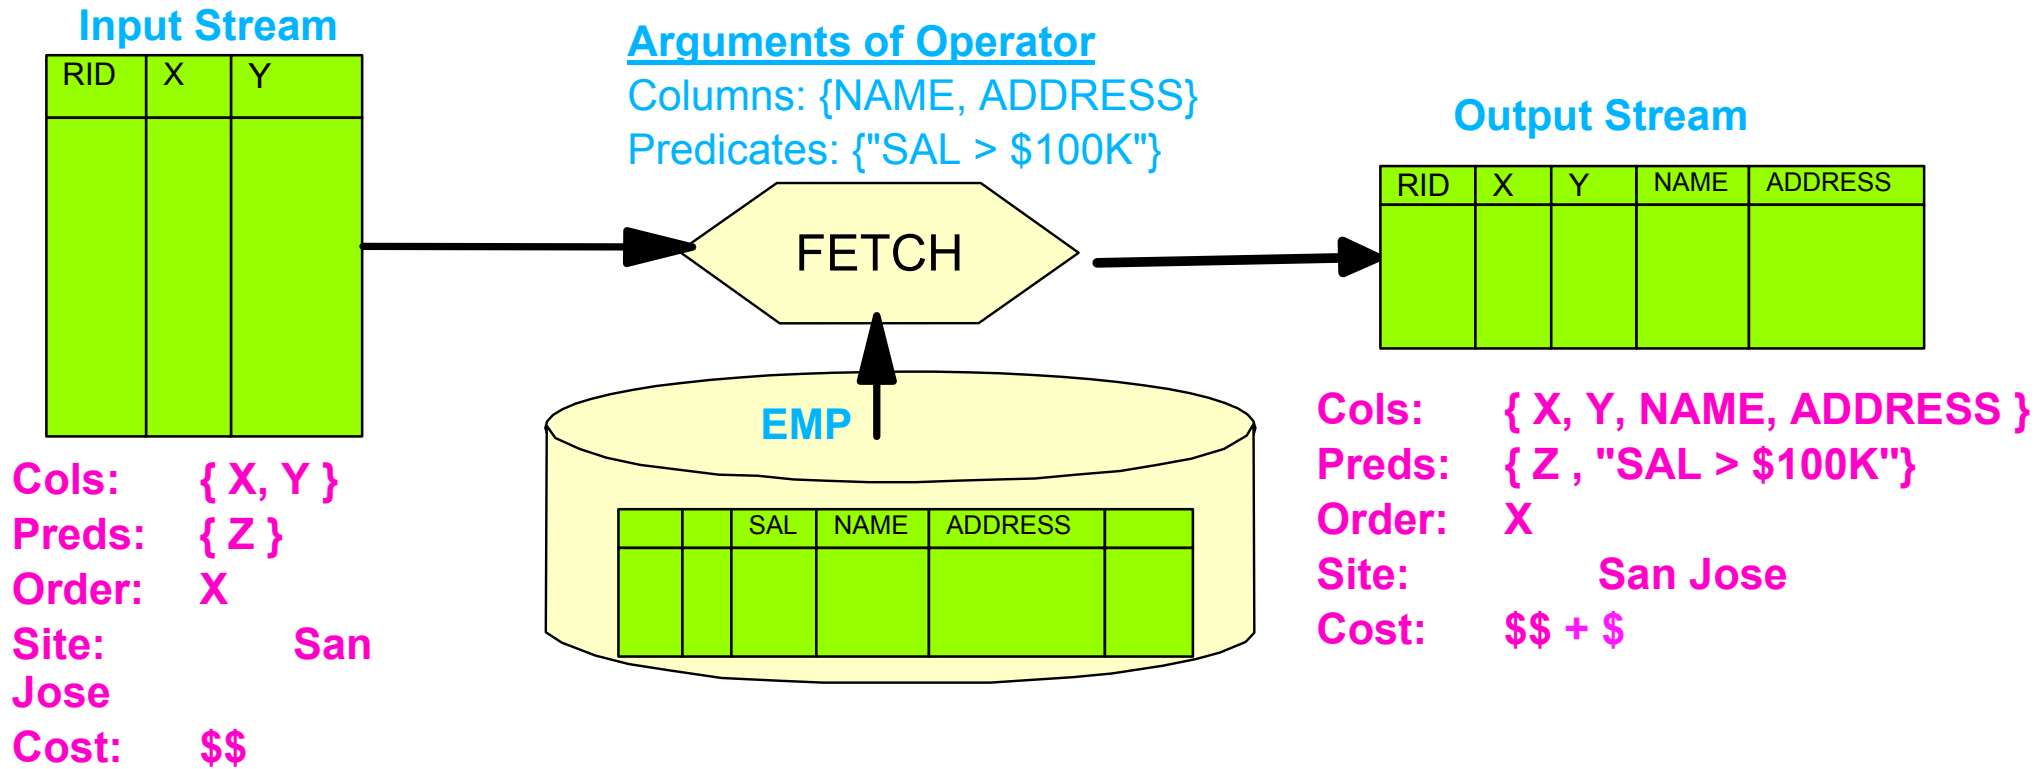 Input Stream
RID X Y
Cols: { X, Y }
Preds: { Z }
Order: X
Site: San
Jose
Cost: $$
Arguments of Operator
Columns: {NAME, ADDRESS}
Predicates: {"SAL > $100K"}
FETCH
EMP
SAL NAME ADDRESS
Output Stream
RID X Y NAME ADDRESS
Cols: { X, Y, NAME, ADDRESS }
Preds: { Z , "SAL > $100K"}
Order: X
Site: San Jose
Cost: $$ + $